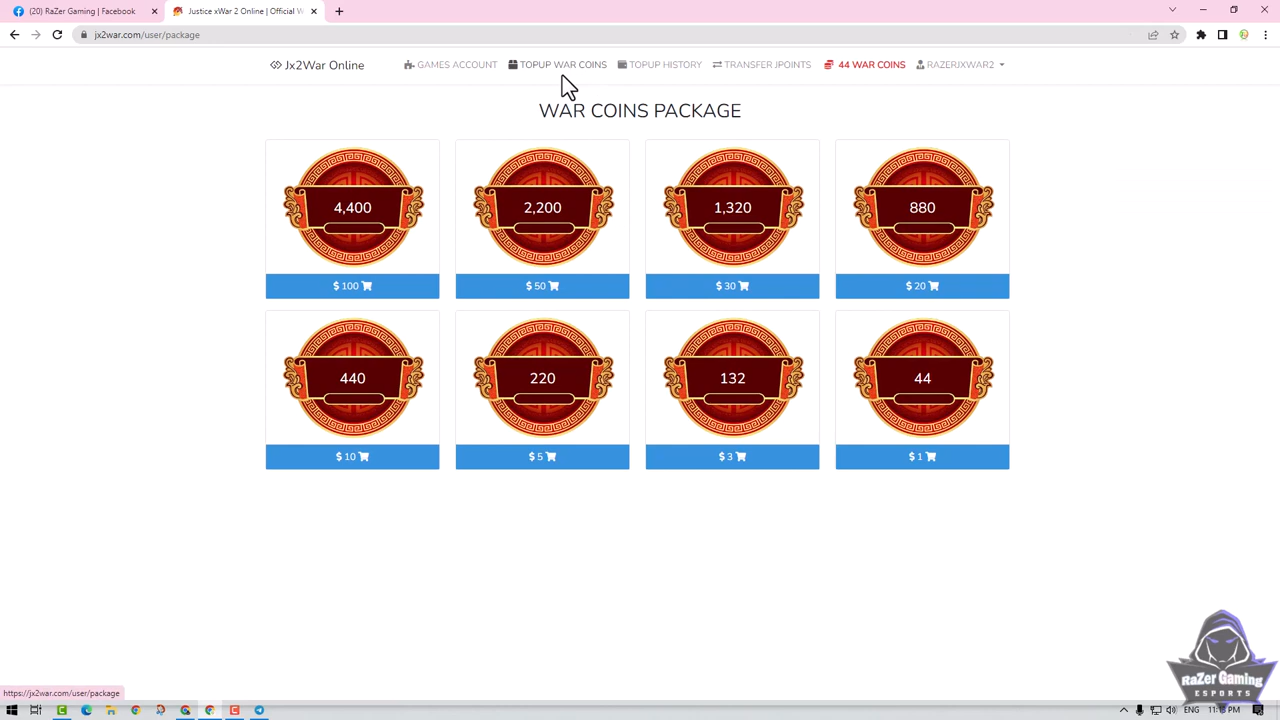 (20) RaZer Gaming | Facebook
Justice xWar 2 Online | Official W
jx2war.com/user/package
Jx2War Online
GAMES ACCOUNT
TOPUP WAR COINS
TOPUP HISTORY
TRANSFER JPOINTS
44 WAR COINS
RAZERJXWAR2
WAR COINS PACKAGE
4,400
2,200
1,320
880
$ 100
$ 50
$ 30
$ 20
440
220
132
44
$ 10
$ 5
$ 3
$ 1
RaZer Gaming
ESPORTS
https://jx2war.com/user/package
ENG